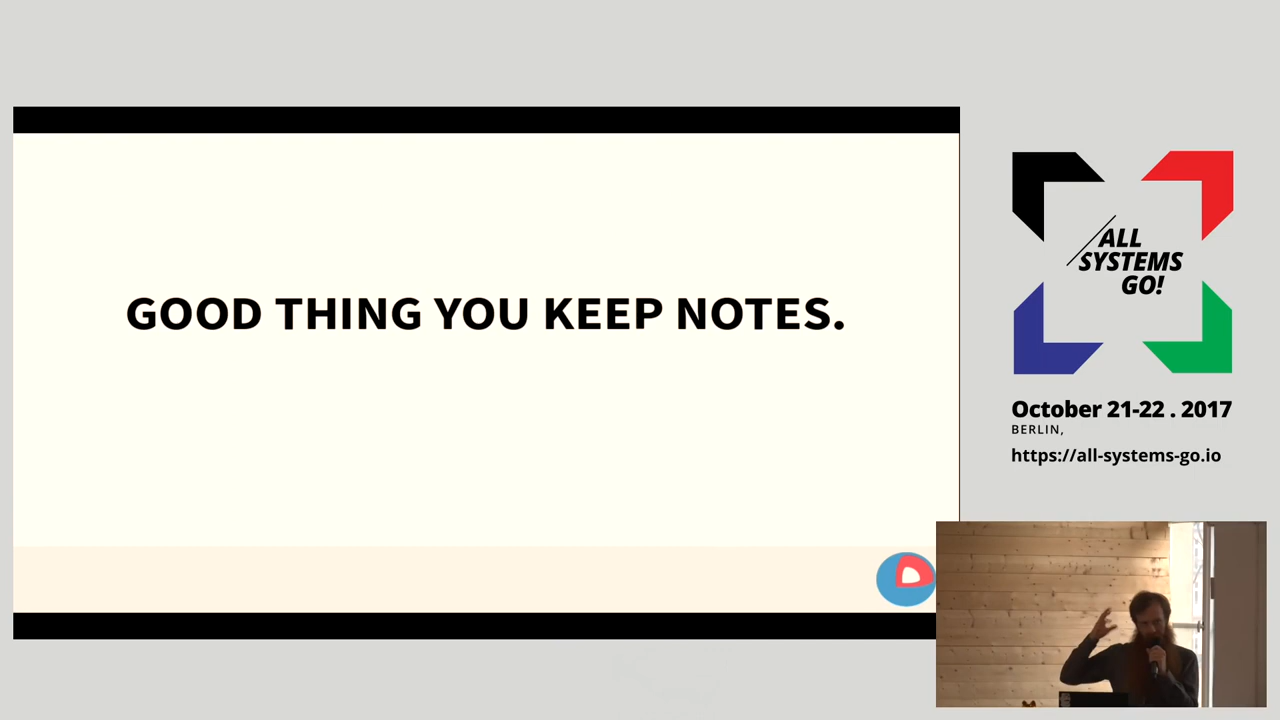 GOOD THING YOU KEEP NOTES.
ALL
SYSTEMS
GO!
October 21-22 . 2017
BERLIN,
https://all-systems-go.io